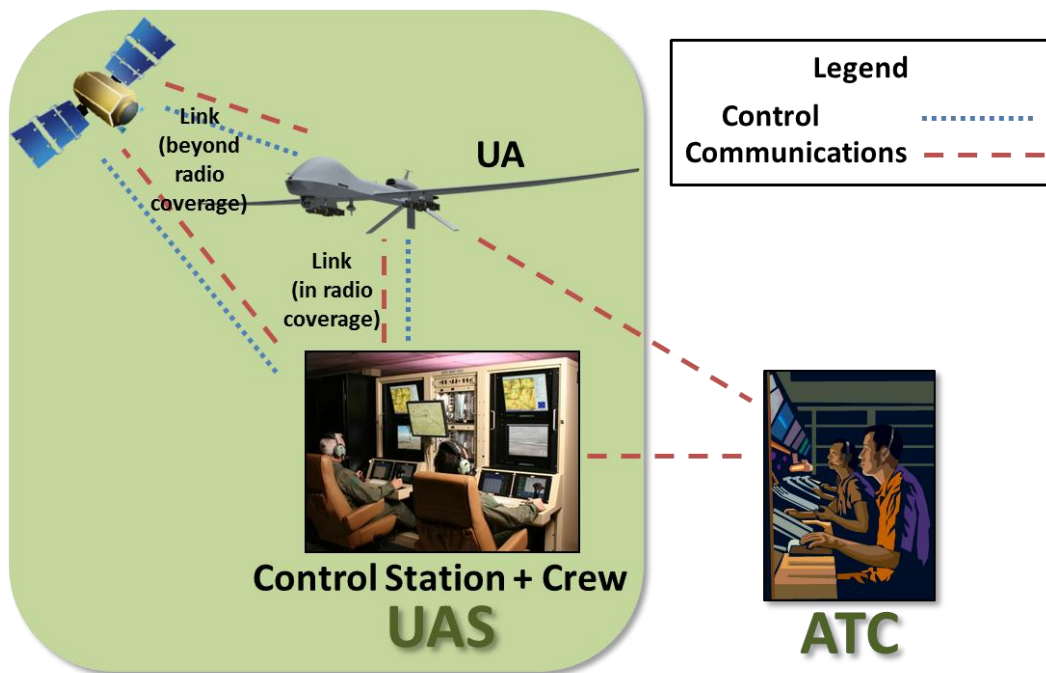 Legend
Control
Communications
Link
(beyond
radio
coverage)
UA
Link
(in radio
coverage)
Control Station + Crew
UAS
ATC